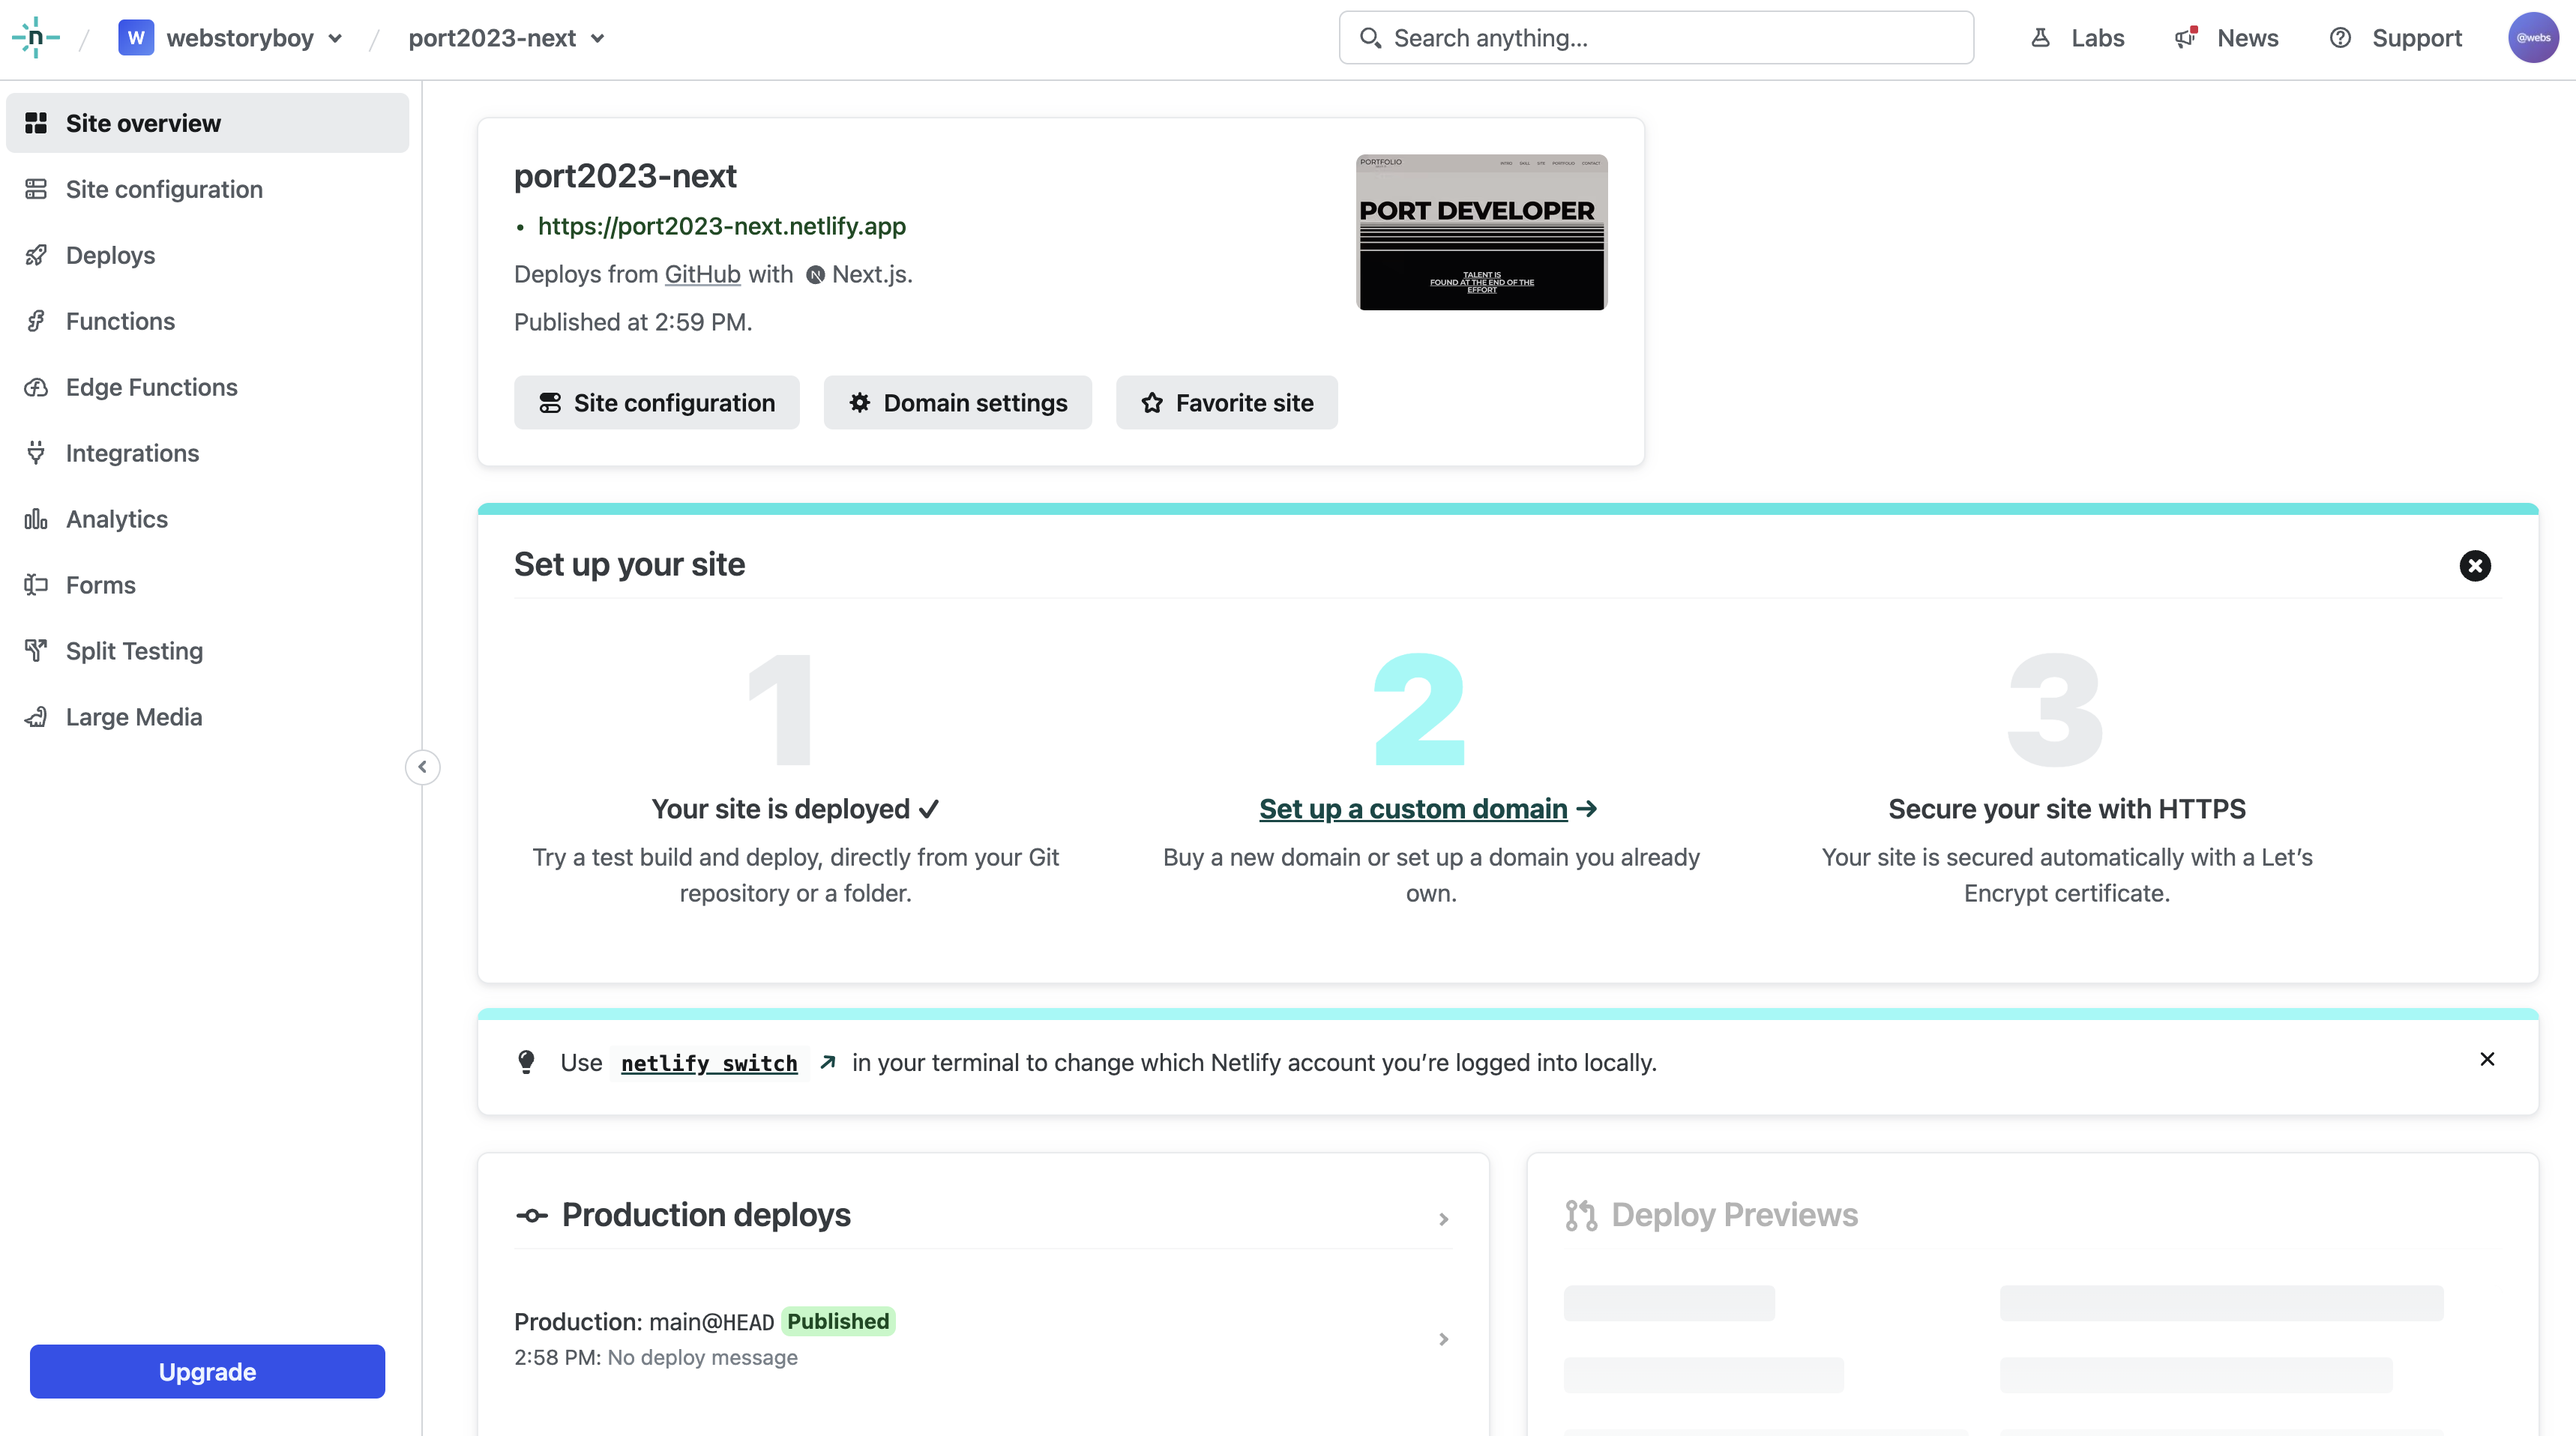 n / W webstoryboy / port2023-next
Search anything...
Labs
News
Support
@webs
Site overview
Site configuration
Deploys
Functions
Edge Functions
Integrations
Analytics
Forms
Split Testing
Large Media
Upgrade
port2023-next
• https://port2023-next.netlify.app
Deploys from GitHub with N Next.js.
Published at 2:59 PM.
PORTFOLIO
INTRO SKILL SITE PORTFOLIO CONTACT
PORT DEVELOPER
TALENT IS
FOUND AT THE END OF THE
EFFORT
Site configuration
Domain settings
Favorite site
Set up your site
1
Your site is deployed ✓
Try a test build and deploy, directly from your Git
repository or a folder.
2
Set up a custom domain →
Buy a new domain or set up a domain you already
own.
3
Secure your site with HTTPS
Your site is secured automatically with a Let’s
Encrypt certificate.
Use netlify switch ↗ in your terminal to change which Netlify account you’re logged into locally.
Production deploys
Production: main@HEAD Published
2:58 PM: No deploy message
Deploy Previews